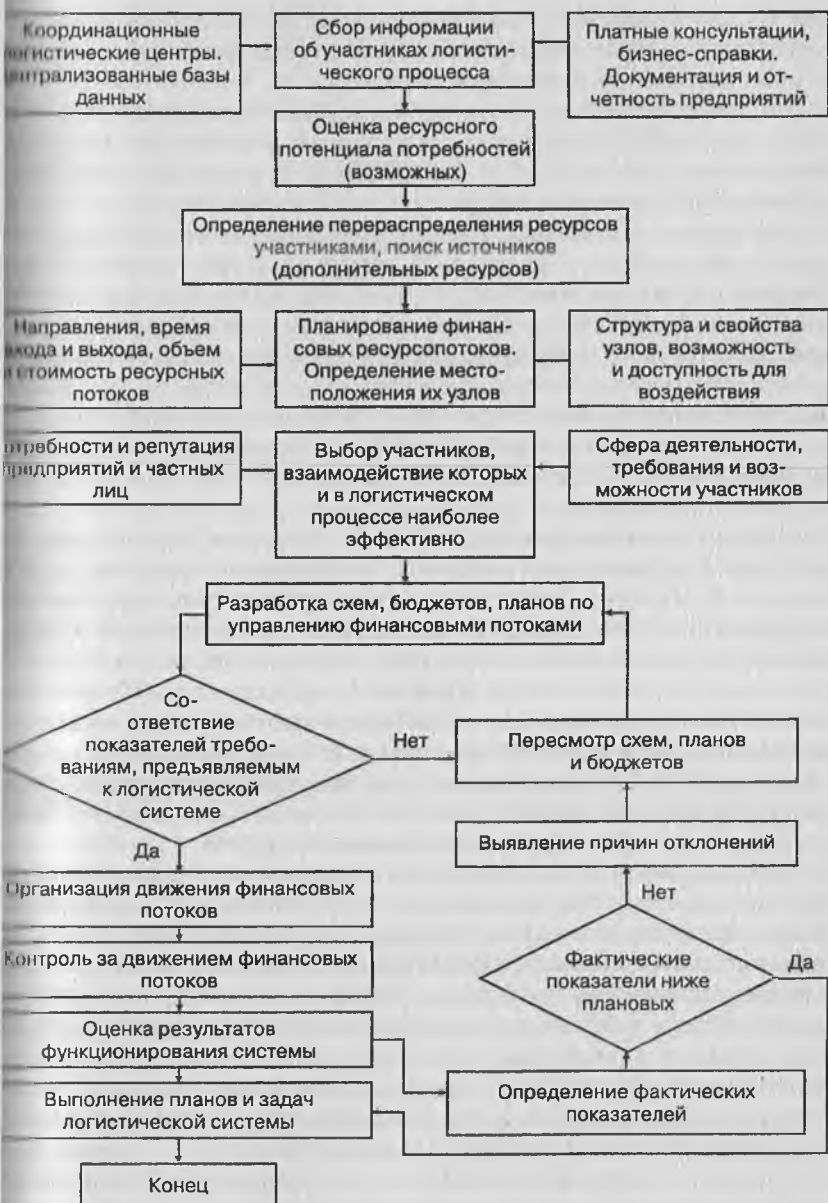 Координационные
логистические центры.
Централизованные базы
данных
Сбор информации
об участниках логисти-
ческого процесса
Платные консультации,
бизнес-справки.
Документация и от-
четность предприятий
Оценка ресурсного
потенциала потребностей
(возможных)
Определение перераспределения ресурсов
участниками, поиск источников
(дополнительных ресурсов)
Направления, время
входа и выхода, объем
и стоимость ресурсных
потоков
Планирование финан-
совых ресурсопотоков.
Определение место-
положения их узлов
Структура и свойства
узлов, возможность
и доступность для
воздействия
Потребности и репутация
предприятий и частных
лиц
Выбор участников,
взаимодействие которых
и в логистическом
процессе наиболее
эффективно
Сфера деятельности,
требования и воз-
можности участников
Разработка схем, бюджетов, планов по
управлению финансовыми потоками
Со-
ответствие
показателей требо-
ваниям, предъявляемым
к логистической
системе
Нет
Пересмотр схем, планов
и бюджетов
Да
Выявление причин отклонений
Организация движения финансовых
потоков
Нет
Контроль за движением финансовых
потоков
Фактические
показатели ниже
плановых
Да
Оценка результатов
функционирования системы
Выполнение планов и задач
логистической системы
Определение фактических
показателей
Конец